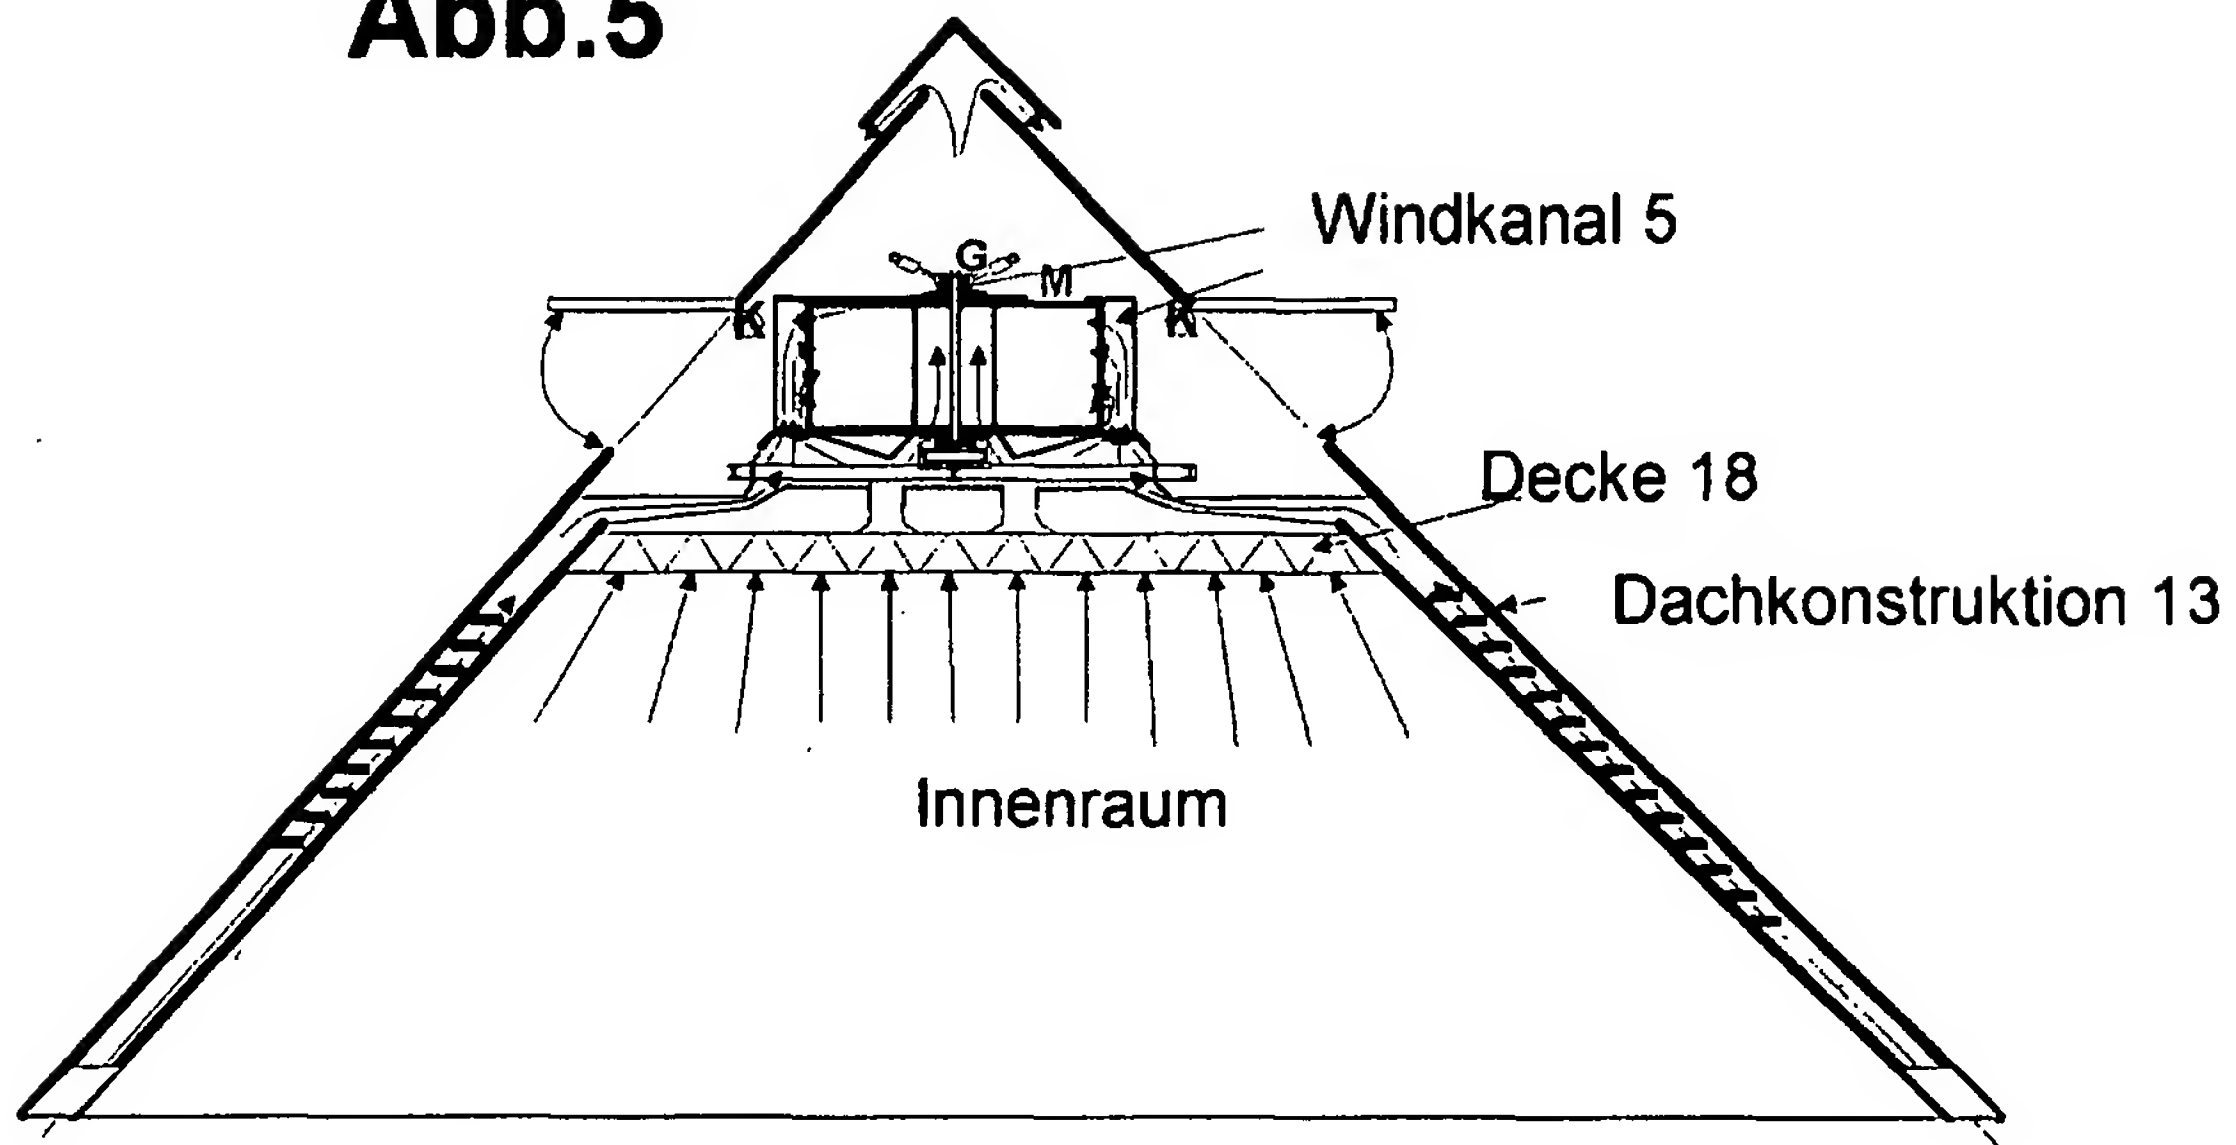 Abb.5
Windkanal 5
G
M
K
K
Decke 18
Dachkonstruktion 13
Innenraum